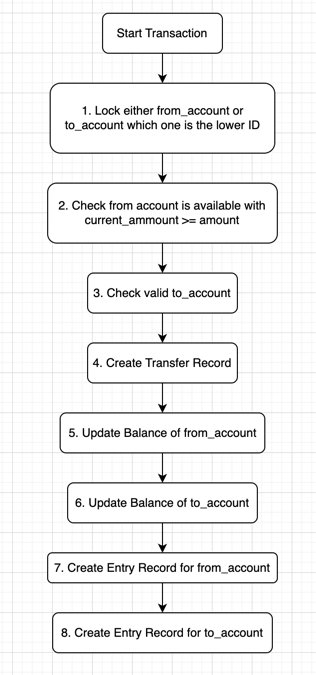 Start Transaction
1. Lock either from_account or
to_account which one is the lower ID
2. Check from account is available with
current_ammount >= amount
3. Check valid to_account
4. Create Transfer Record
5. Update Balance of from_account
6. Update Balance of to_account
7. Create Entry Record for from_account
8. Create Entry Record for to_account